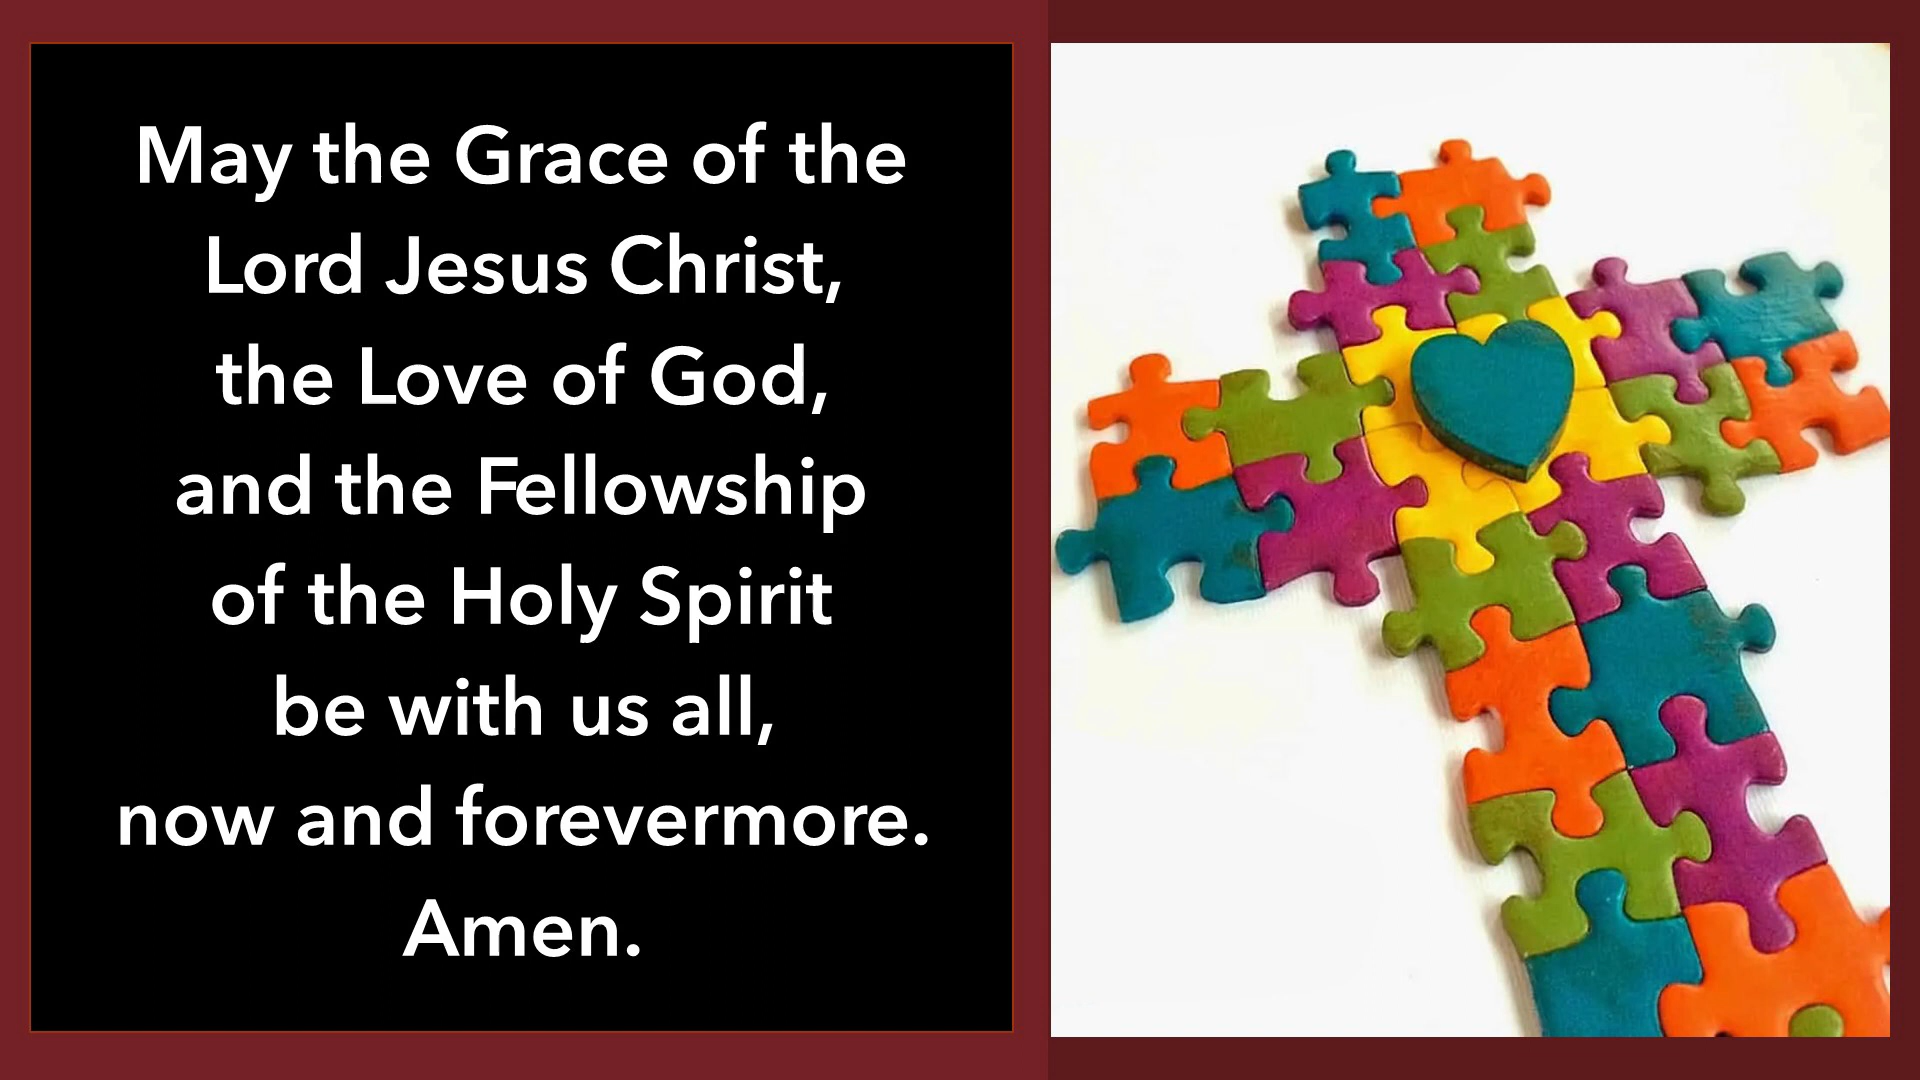 May the Grace of the
Lord Jesus Christ,
the Love of God,
and the Fellowship
of the Holy Spirit
be with us all,
now and forevermore.
Amen.